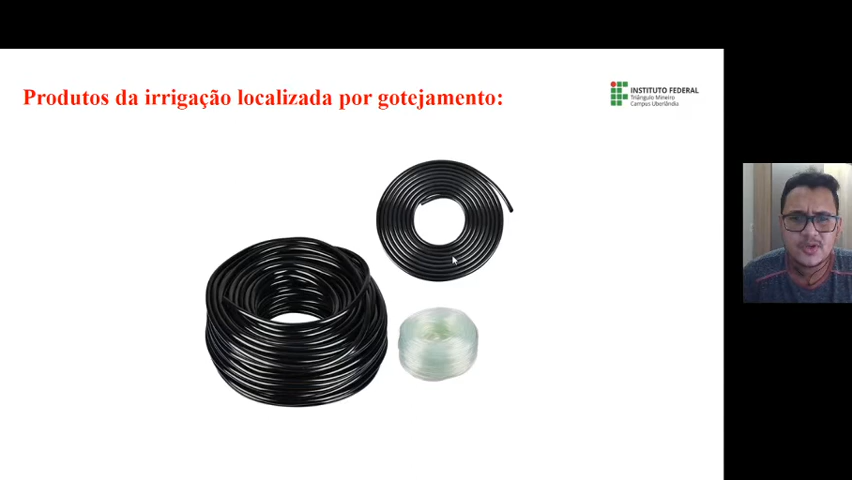 Produtos da irrigação localizada por gotejamento:
INSTITUTO FEDERAL
Triângulo Mineiro
Campus Uberlândia